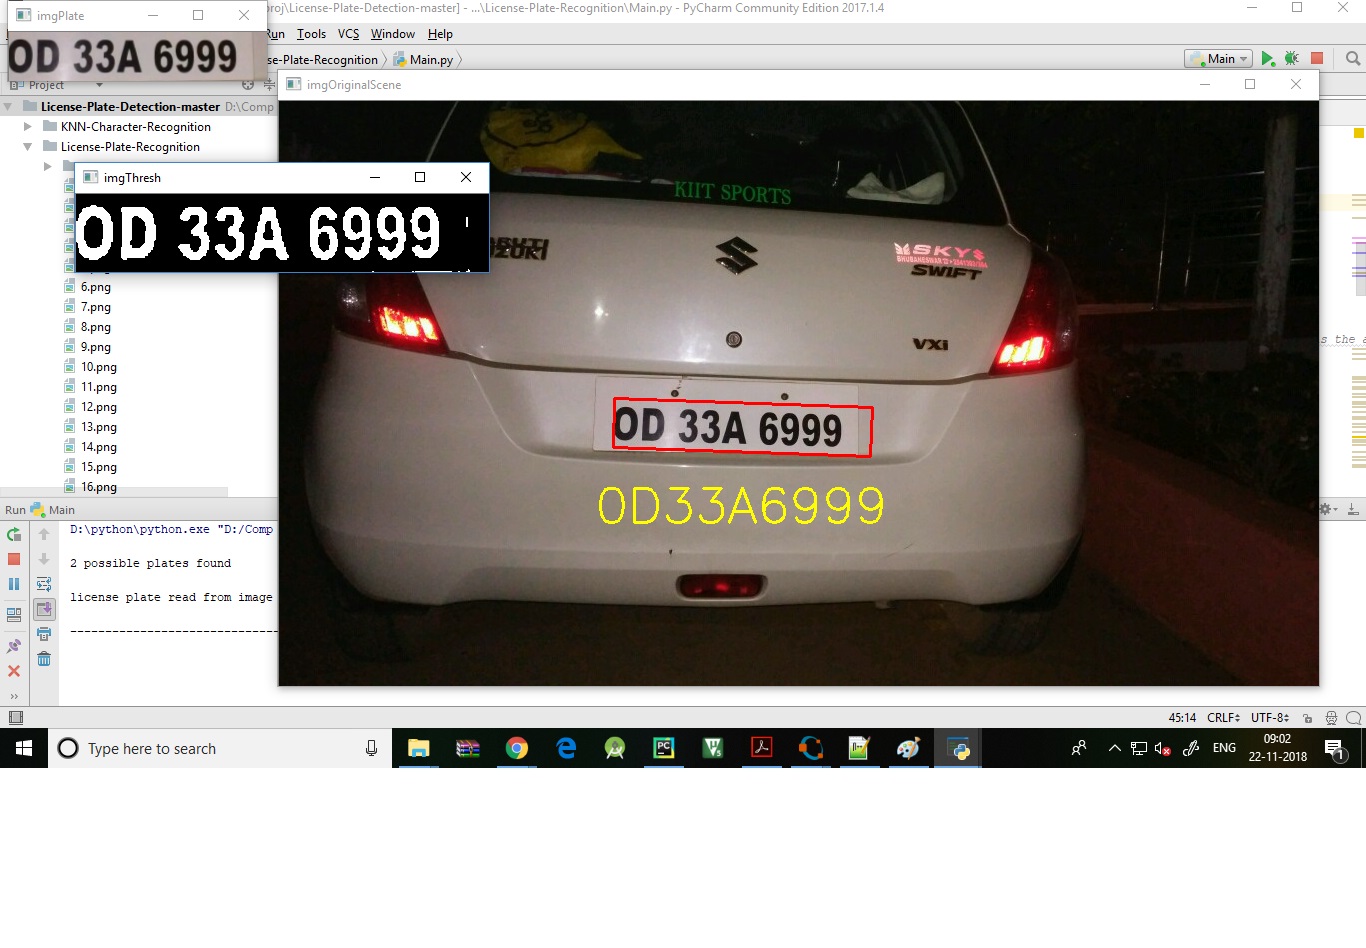 imgPlate
proj\License-Plate-Detection-master] - ...\License-Plate-Recognition\Main.py - PyCharm Community Edition 2017.1.4
Run Tools VCS Window Help
OD 33A 6999
se-Plate-Recognition Main.py
Main
Project
imgOriginalScene
License-Plate-Detection-master D:\Comp
KNN-Character-Recognition
License-Plate-Recognition
imgThresh
OD 33A 6999
6.png
7.png
8.png
9.png
10.png
11.png
12.png
13.png
14.png
15.png
16.png
KIIT SPORTS
SKYS
SWIFT
VXi
OD 33A 6999
0D33A6999
s the a
Run Main
D:\python\python.exe "D:/Comp
2 possible plates found
license plate read from image
------------------------------
45:14 CRLF UTF-8
Type here to search
ENG
09:02
22-11-2018
1